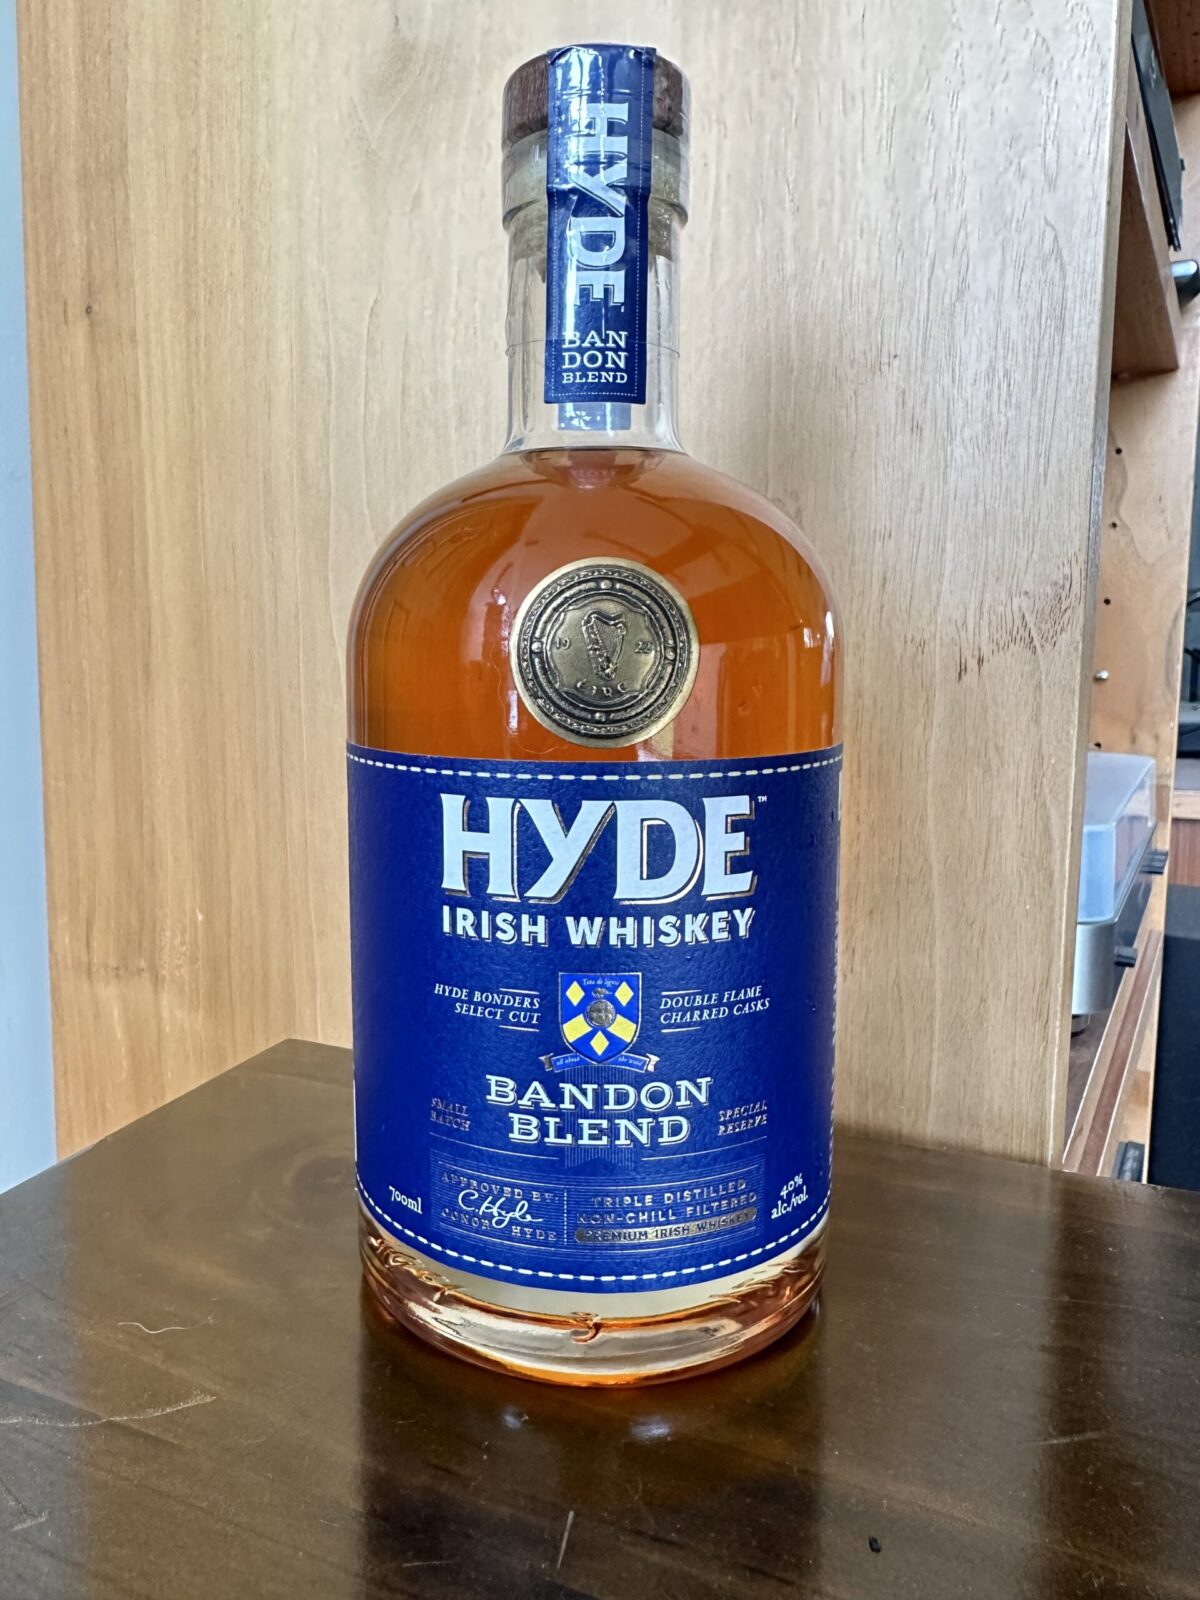 HYDE
BAN
DON
BLEND
19 22
ÉIRE
HYDE™
IRISH WHISKEY
HYDE BONDERS
SELECT CUT
DOUBLE FLAME
CHARRED CASKS
BANDON
BLEND
SMALL
BATCH
SPECIAL
RESERVE
700ml
APPROVED BY:
C. Hyde
CONOR HYDE
TRIPLE DISTILLED
NON-CHILL FILTERED
PREMIUM IRISH WHISKEY
40%
alc./vol.